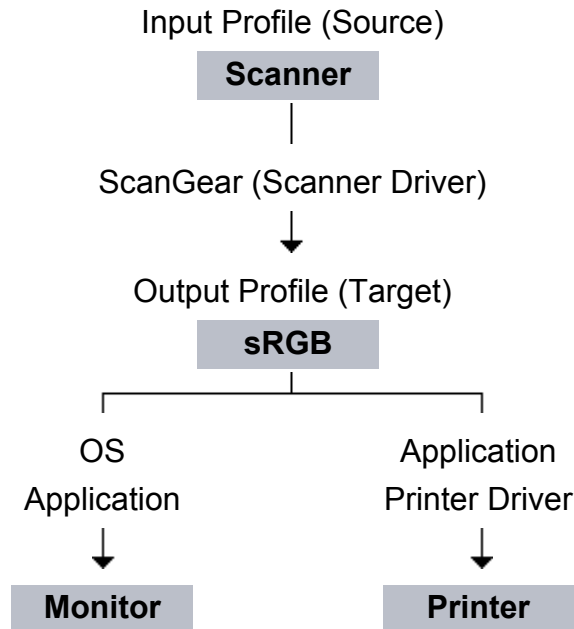 Input Profile (Source)
Scanner
ScanGear (Scanner Driver)
Output Profile (Target)
sRGB
OS
Application
Monitor
Application
Printer Driver
Printer